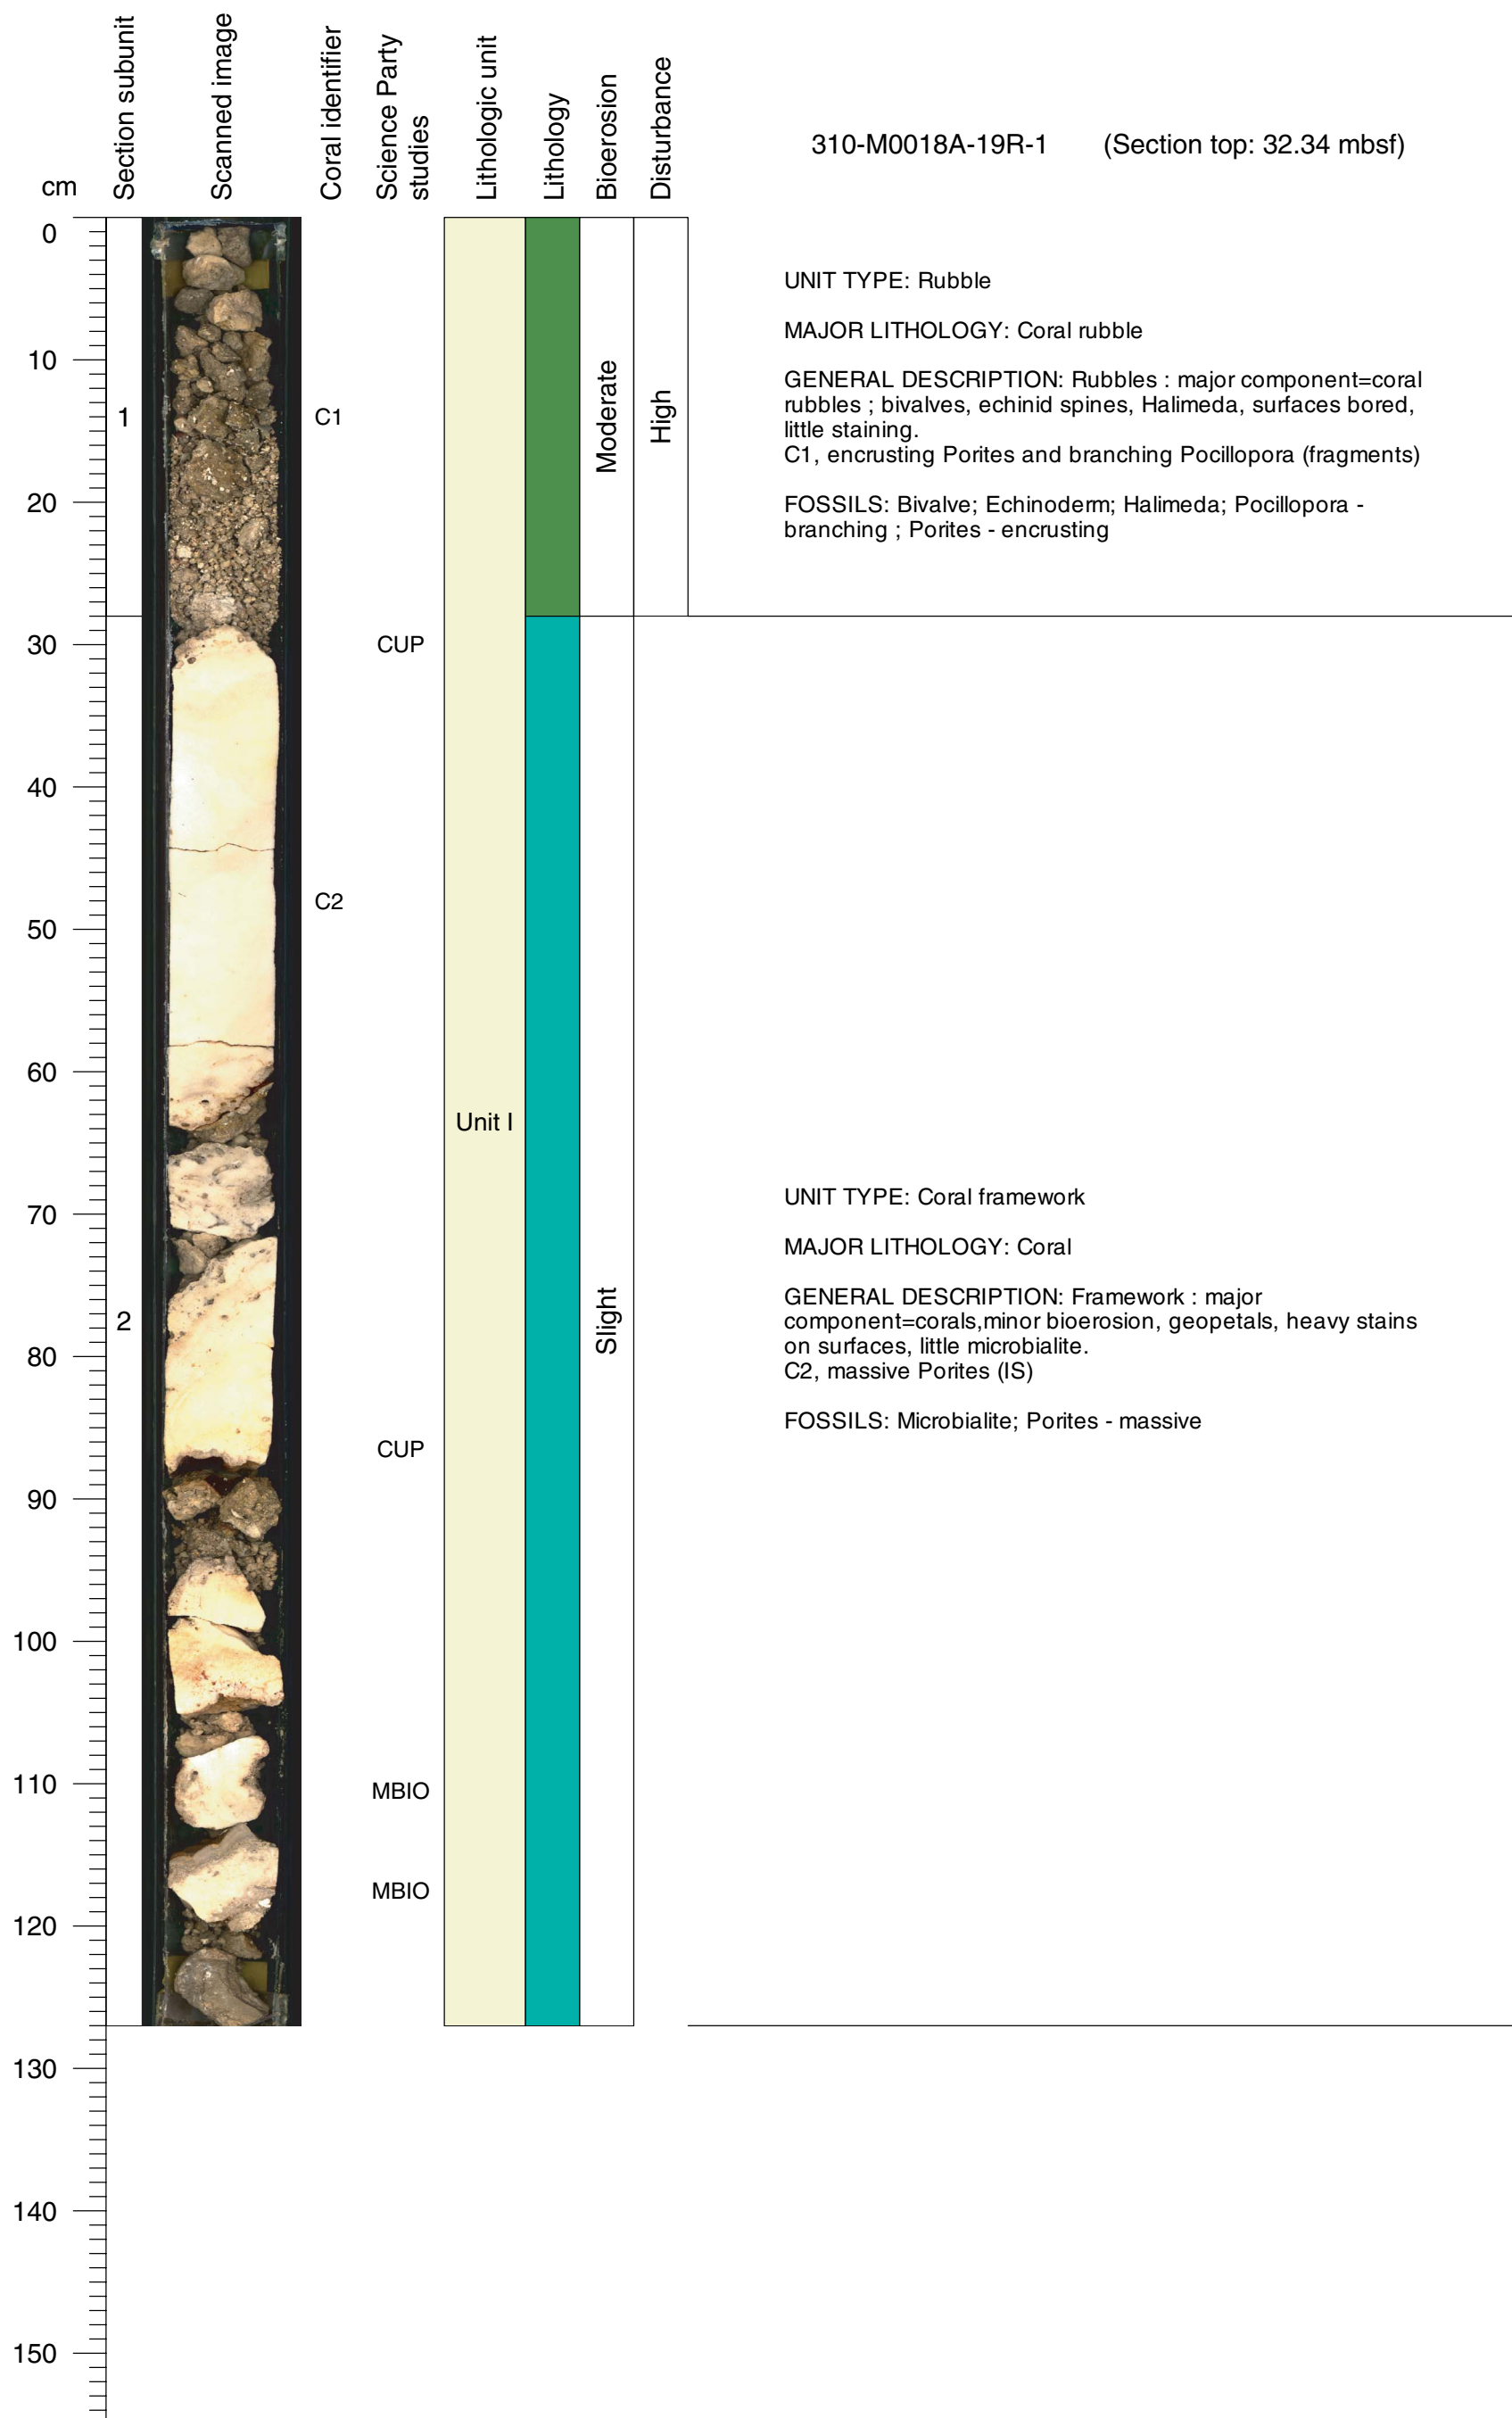 Section subunit
Scanned image
Coral identifier
Science Party
studies
Lithologic unit
Lithology
Bioerosion
Disturbance
310-M0018A-19R-1 (Section top: 32.34 mbsf)
cm
0
10
20
30
40
50
60
70
80
90
100
110
120
130
140
150
1
2
C1
C2
CUP
CUP
MBIO
MBIO
Unit I
Moderate
Slight
High
UNIT TYPE: Rubble
MAJOR LITHOLOGY: Coral rubble
GENERAL DESCRIPTION: Rubbles : major component=coral
rubbles ; bivalves, echinid spines, Halimeda, surfaces bored,
little staining.
C1, encrusting Porites and branching Pocillopora (fragments)
FOSSILS: Bivalve; Echinoderm; Halimeda; Pocillopora -
branching ; Porites - encrusting
UNIT TYPE: Coral framework
MAJOR LITHOLOGY: Coral
GENERAL DESCRIPTION: Framework : major
component=corals,minor bioerosion, geopetals, heavy stains
on surfaces, little microbialite.
C2, massive Porites (IS)
FOSSILS: Microbialite; Porites - massive